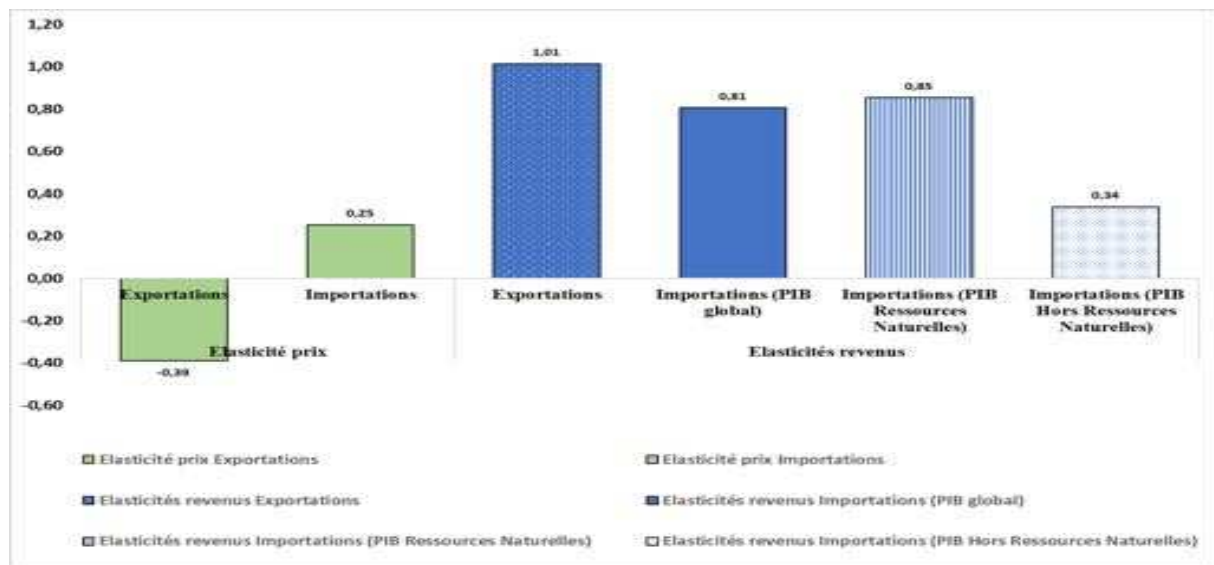 1,20
1,00
0,80
0,60
0,40
0,20
0,00
-0,20
-0,40
-0,60
-0,39
0,25
1,01
0,81
0,85
0,34
Exportations
Importations
Exportations
Importations (PIB
global)
Importations (PIB
Ressources
Naturelles)
Importations (PIB
Hors Ressources
Naturelles)
Elasticité prix
Elasticités revenus
Elasticité prix Exportations
Elasticité prix Importations
Elasticités revenus Exportations
Elasticités revenus Importations (PIB global)
Elasticités revenus Importations (PIB Ressources Naturelles)
Elasticités revenus Importations (PIB Hors Ressources Naturelles)